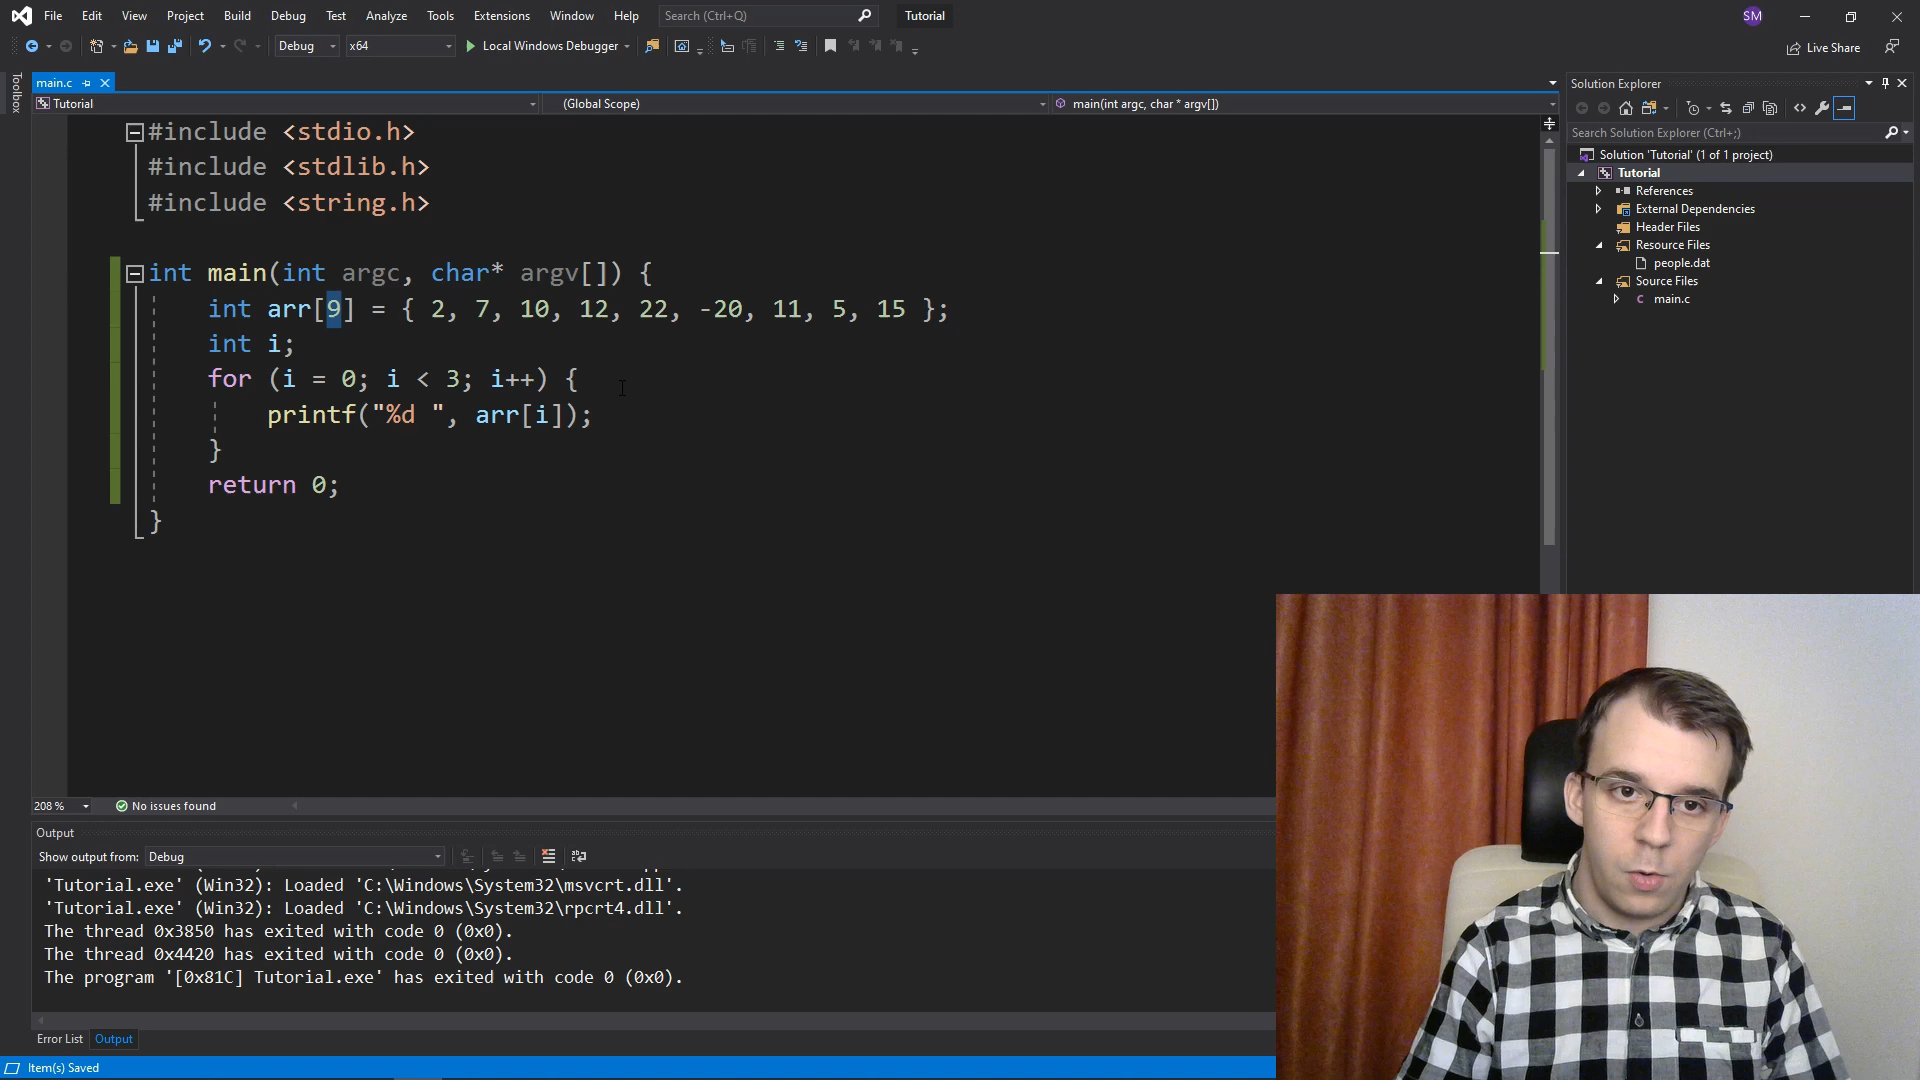 File Edit View Project Build Debug Test Analyze Tools Extensions Window Help Search (Ctrl+Q) Tutorial SM
Debug x64 Local Windows Debugger Live Share
Toolbox
main.c
Tutorial (Global Scope) main(int argc, char * argv[])
#include <stdio.h>
#include <stdlib.h>
#include <string.h>
int main(int argc, char* argv[]) {
int arr[9] = { 2, 7, 10, 12, 22, -20, 11, 5, 15 };
int i;
for (i = 0; i < 3; i++) {
printf("%d ", arr[i]);
}
return 0;
}
208 % No issues found
Output
Show output from: Debug
'Tutorial.exe' (Win32): Loaded 'C:\Windows\System32\msvcrt.dll'.
'Tutorial.exe' (Win32): Loaded 'C:\Windows\System32\rpcrt4.dll'.
The thread 0x3850 has exited with code 0 (0x0).
The thread 0x4420 has exited with code 0 (0x0).
The program '[0x81C] Tutorial.exe' has exited with code 0 (0x0).
Error List Output
Item(s) Saved
Solution Explorer
Search Solution Explorer (Ctrl+;)
Solution 'Tutorial' (1 of 1 project)
Tutorial
References
External Dependencies
Header Files
Resource Files
people.dat
Source Files
main.c